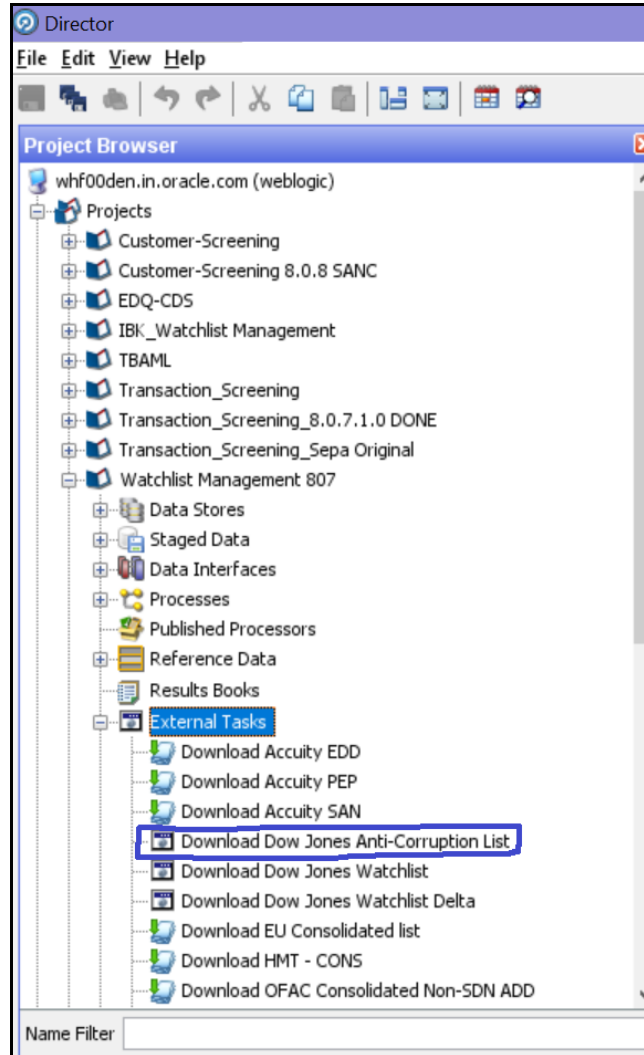 Director
File Edit View Help
Project Browser
whf00den.in.oracle.com (weblogic)
Projects
Customer-Screening
Customer-Screening 8.0.8 SANC
EDQ-CDS
IBK_Watchlist Management
TBAML
Transaction_Screening
Transaction_Screening_8.0.7.1.0 DONE
Transaction_Screening_Sepa Original
Watchlist Management 807
Data Stores
Staged Data
Data Interfaces
Processes
Published Processors
Reference Data
Results Books
External Tasks
Download Accuity EDD
Download Accuity PEP
Download Accuity SAN
Download Dow Jones Anti-Corruption List
Download Dow Jones Watchlist
Download Dow Jones Watchlist Delta
Download EU Consolidated list
Download HMT - CONS
Download OFAC Consolidated Non-SDN ADD
Name Filter